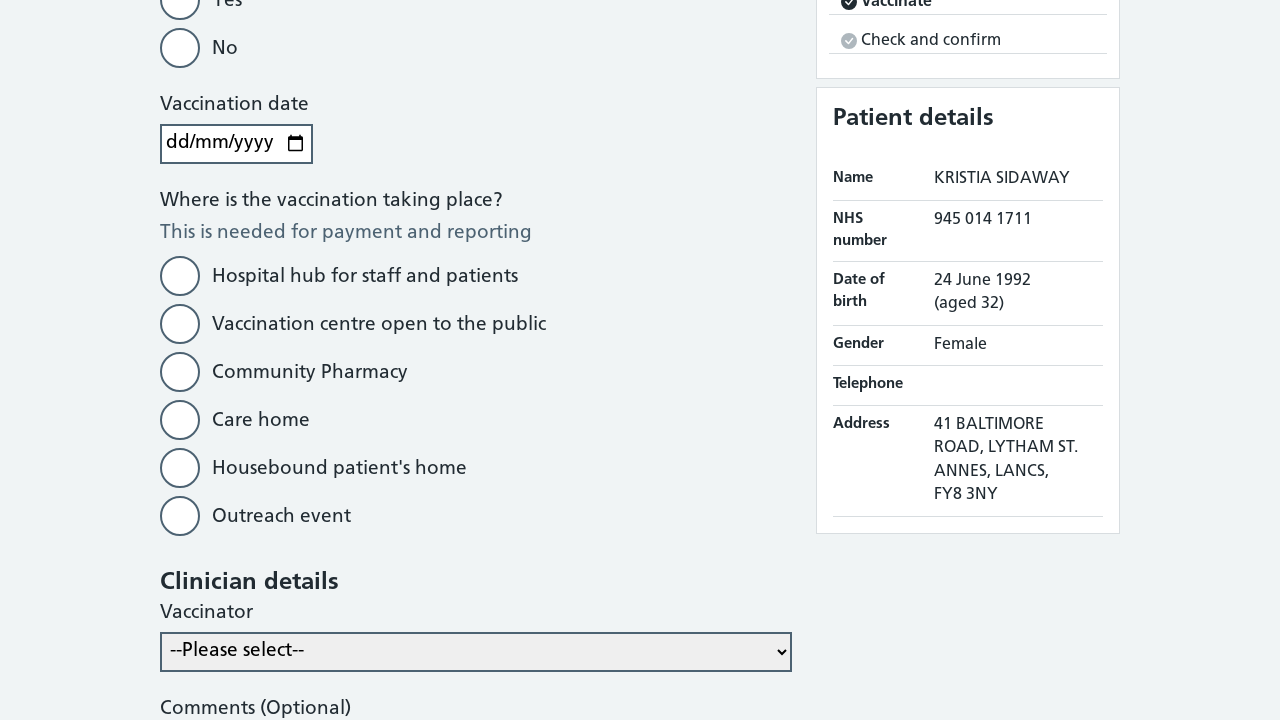 Yes
No
Vaccination date
dd/mm/yyyy
Where is the vaccination taking place?
This is needed for payment and reporting
Hospital hub for staff and patients
Vaccination centre open to the public
Community Pharmacy
Care home
Housebound patient's home
Outreach event
Clinician details
Vaccinator
--Please select--
Comments (Optional)
Vaccinate
Check and confirm
Patient details
Name KRISTIA SIDAWAY
NHS number 945 014 1711
Date of birth 24 June 1992
(aged 32)
Gender Female
Telephone
Address 41 BALTIMORE
ROAD, LYTHAM ST.
ANNES, LANCS,
FY8 3NY